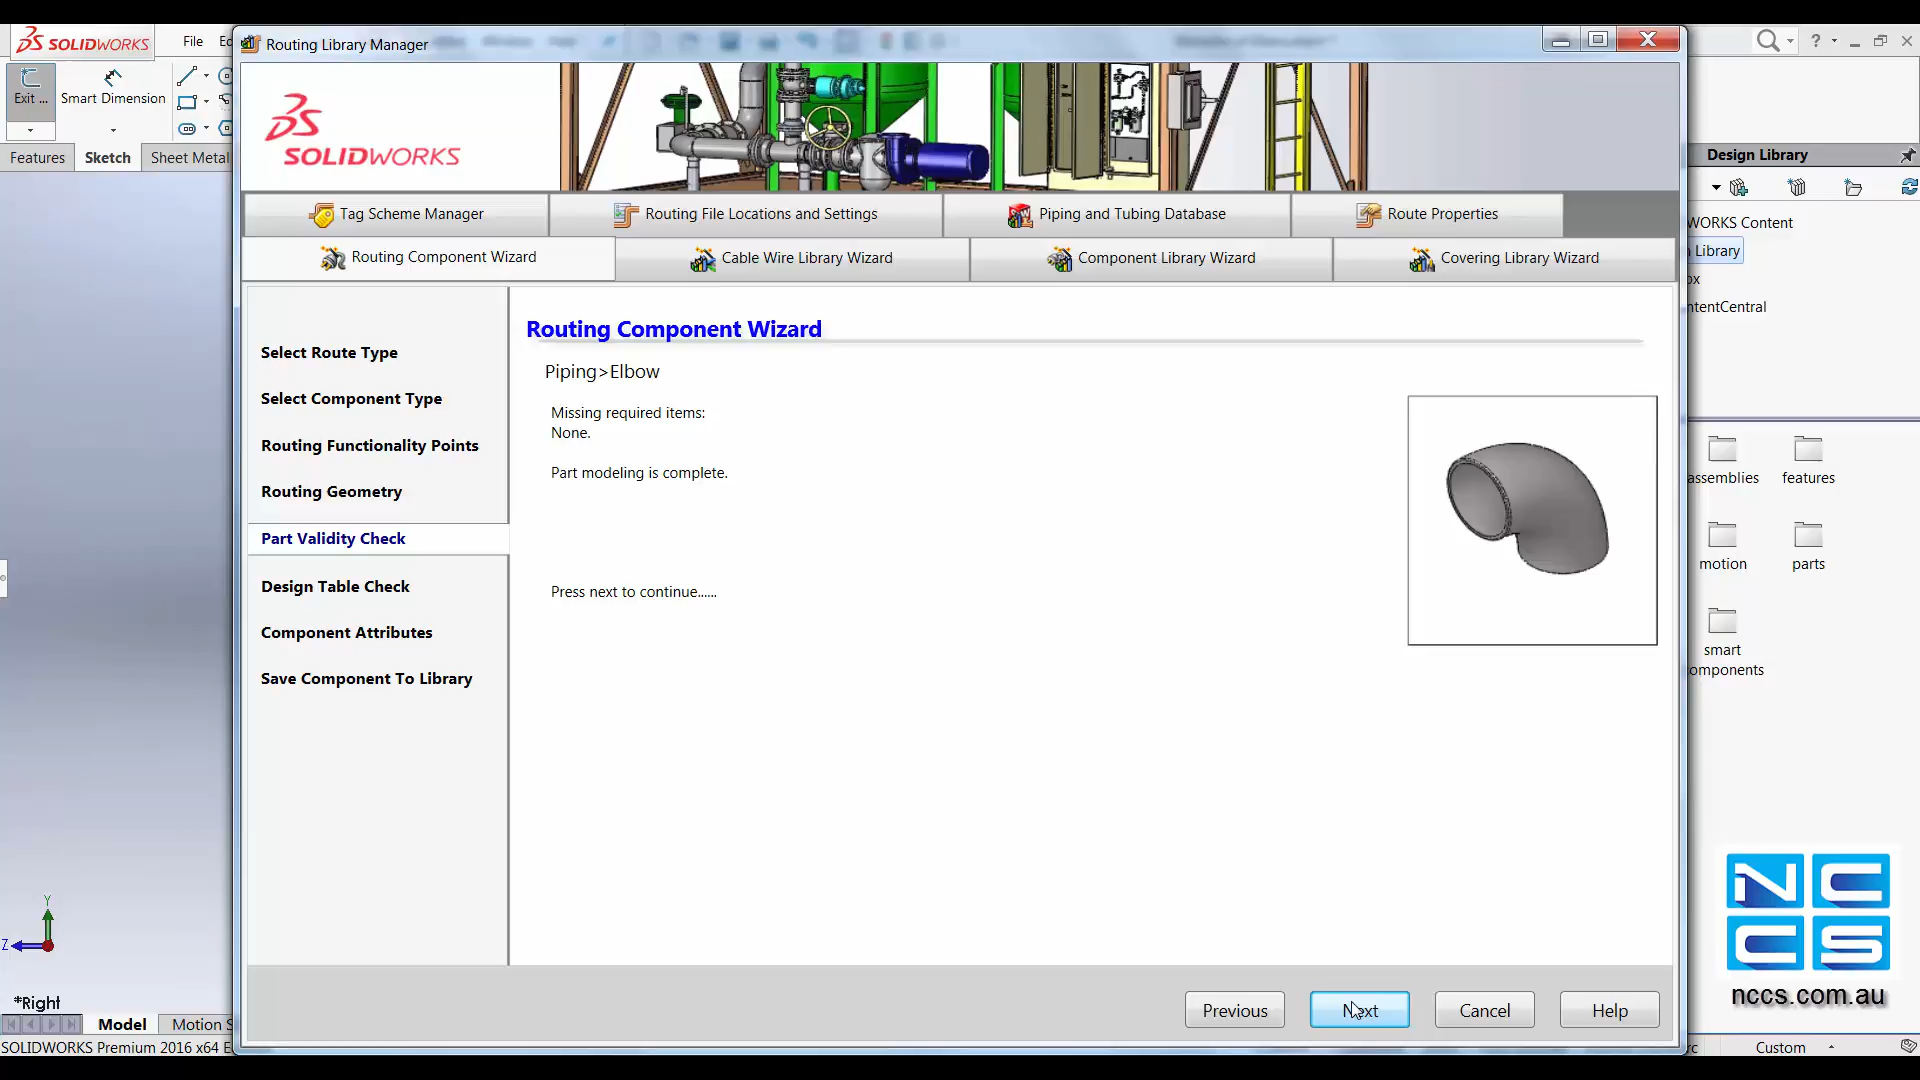 SOLIDWORKS
File
Routing Library Manager
Exit ...
Smart Dimension
Features
Sketch
Sheet Metal
SOLIDWORKS
Tag Scheme Manager
Routing File Locations and Settings
Piping and Tubing Database
Route Properties
Routing Component Wizard
Cable Wire Library Wizard
Component Library Wizard
Covering Library Wizard
Select Route Type
Select Component Type
Routing Functionality Points
Routing Geometry
Part Validity Check
Design Table Check
Component Attributes
Save Component To Library
Routing Component Wizard
Piping>Elbow
Missing required items:
None.
Part modeling is complete.
Press next to continue......
Previous
Next
Cancel
Help
Design Library
WORKS Content
Library
ox
ntentCentral
assemblies
features
motion
parts
smart
omponents
NCCS
nccs.com.au
Y
Z
*Right
Model
Motion S
SOLIDWORKS Premium 2016 x64 E
Custom